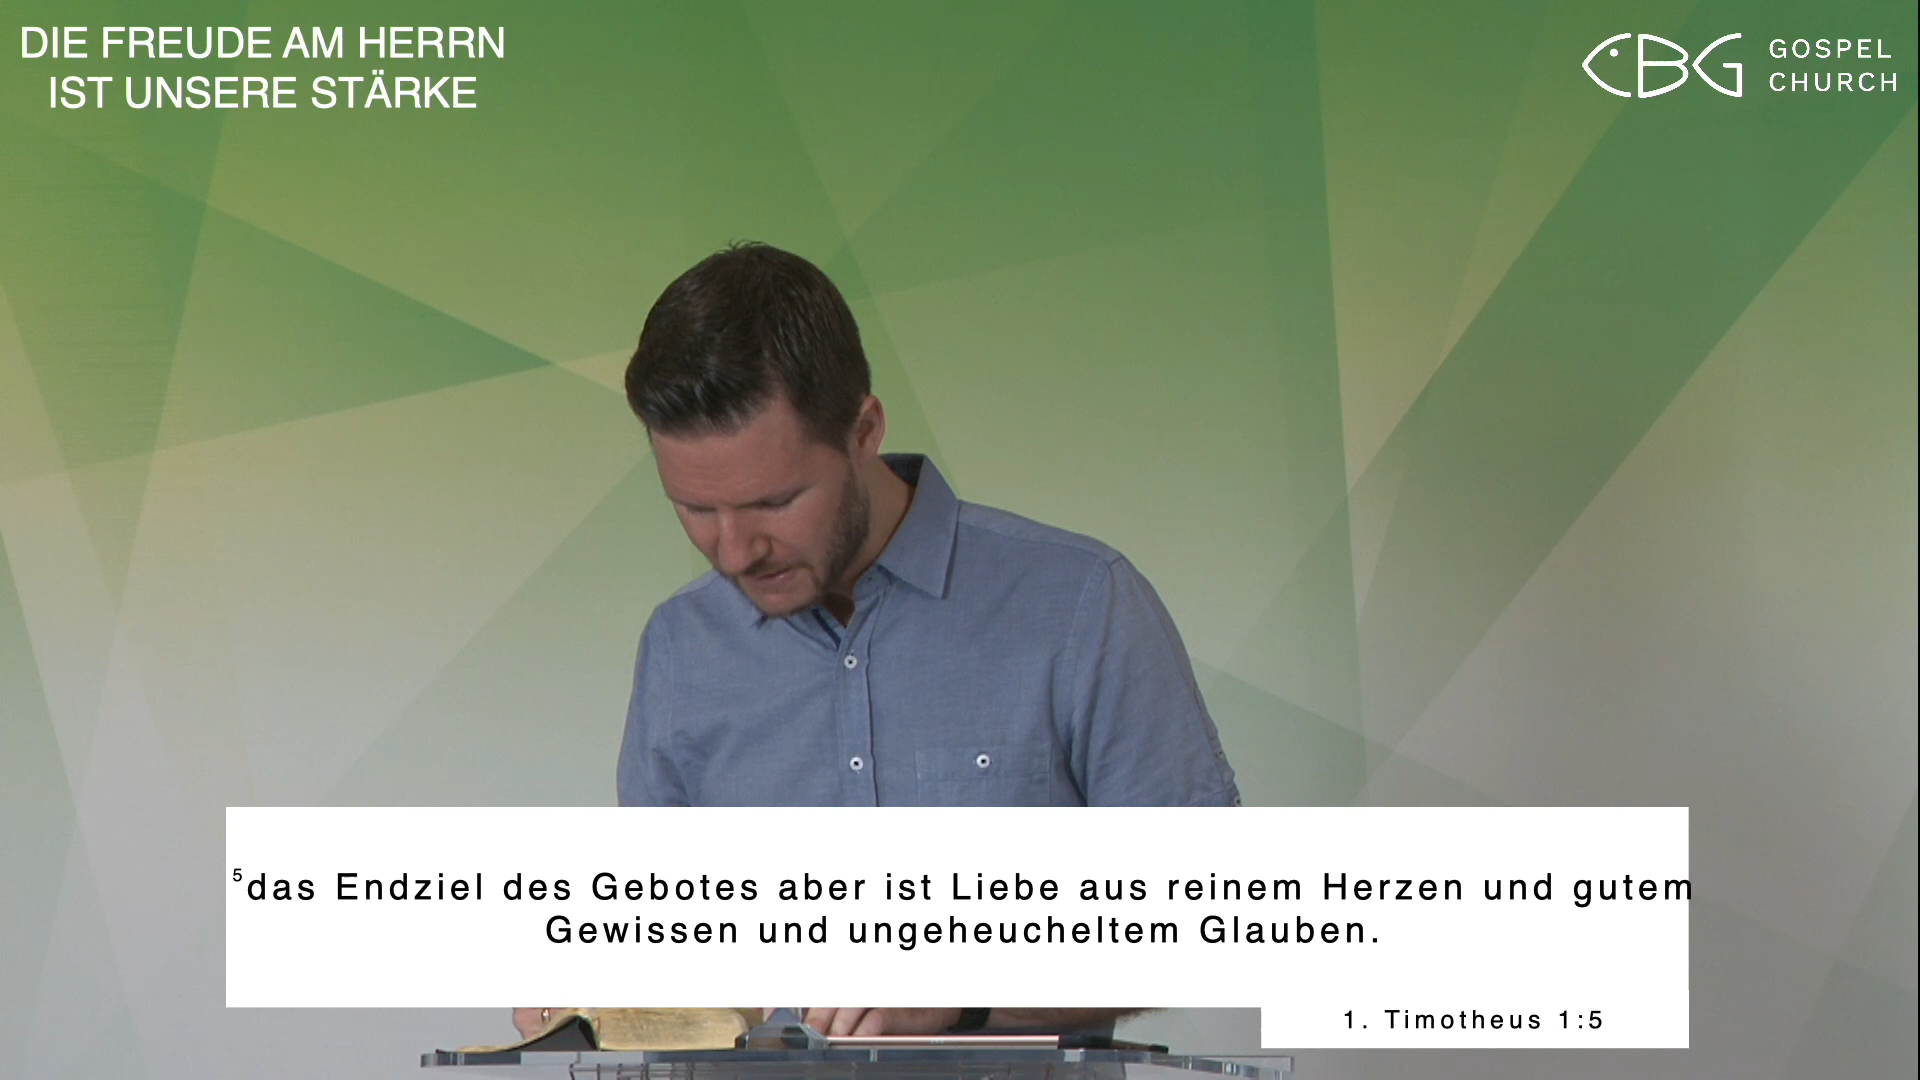 DIE FREUDE AM HERRN
IST UNSERE STÄRKE
CBG GOSPEL
CHURCH
⁵das Endziel des Gebotes aber ist Liebe aus reinem Herzen und gutem
Gewissen und ungeheucheltem Glauben.
1. Timotheus 1:5